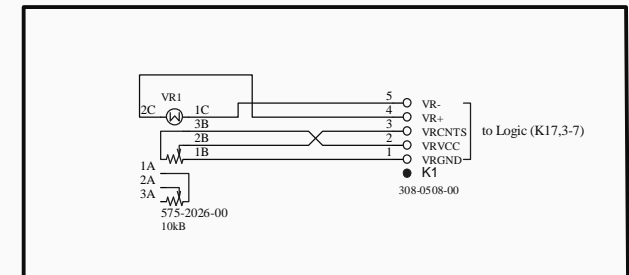 VR1
2C
1C
3B
2B
1B
1A
2A
3A
575-2026-00
10kB
5
4
3
2
1
VR-
VR+
VRCNTS
VRVCC
VRGND
K1
308-0508-00
to Logic (K17,3-7)